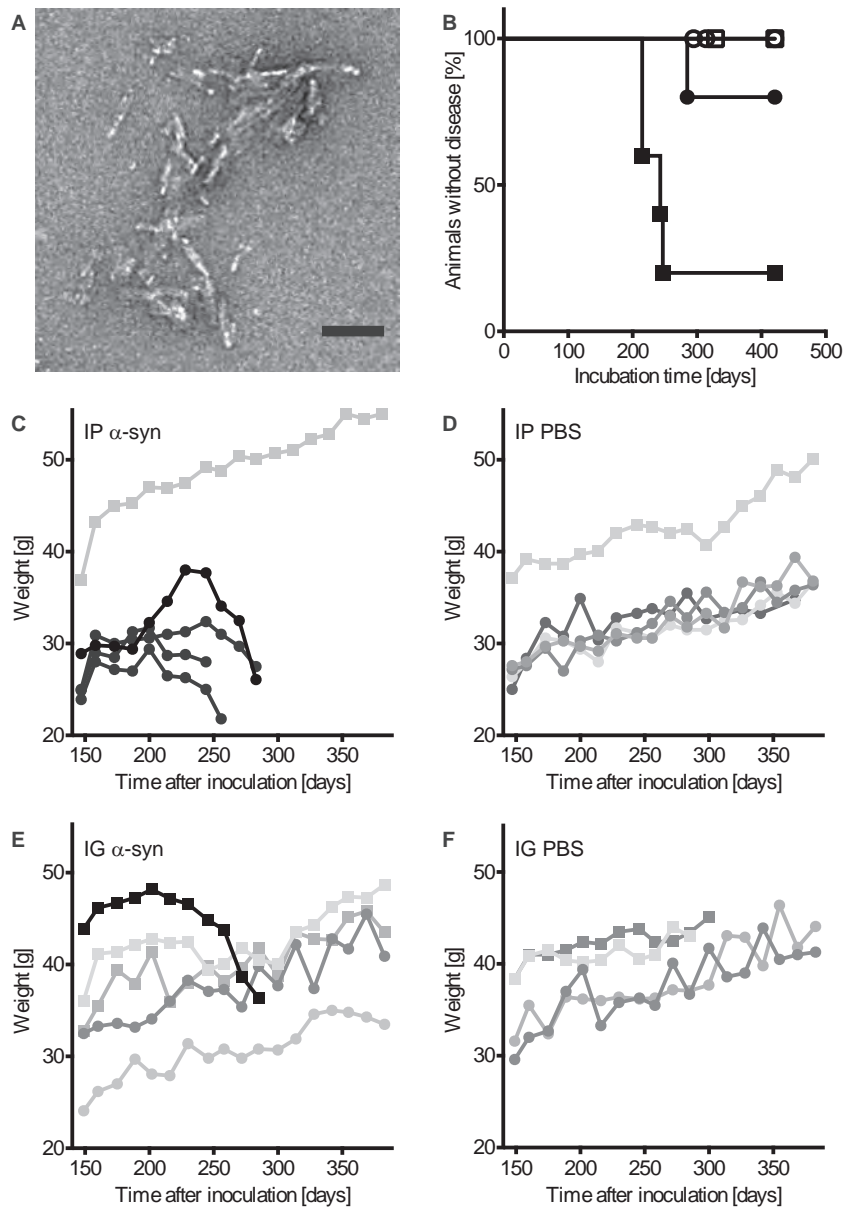 A
B
Animals without disease [%]
100
50
0
0 100 200 300 400 500
Incubation time [days]
C
IP α-syn
Weight [g]
50
40
30
20
150 200 250 300 350
Time after inoculation [days]
D
IP PBS
Weight [g]
50
40
30
20
150 200 250 300 350
Time after inoculation [days]
E
IG α-syn
Weight [g]
50
40
30
20
150 200 250 300 350
Time after inoculation [days]
F
IG PBS
Weight [g]
50
40
30
20
150 200 250 300 350
Time after inoculation [days]